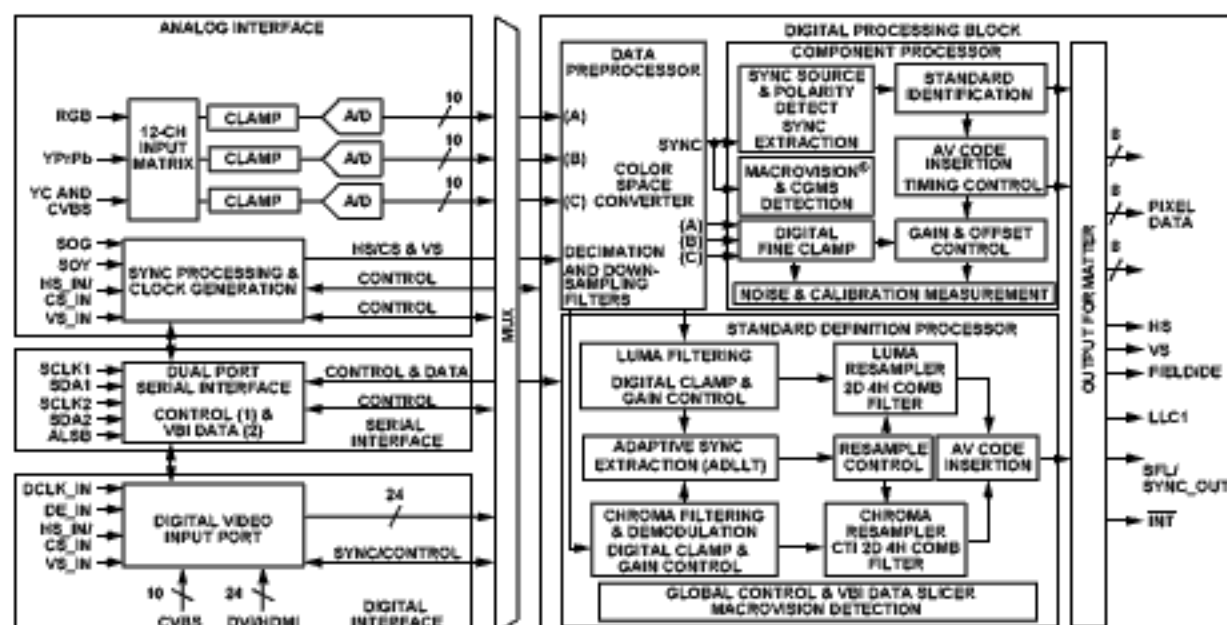 ANALOG INTERFACE
RGB
YPrPb
YC AND
CVBS
12-CH
INPUT
MATRIX
CLAMP
A/D
10
CLAMP
A/D
10
CLAMP
A/D
10
SOG
SOY
HS_IN/
CS_IN
VS_IN
SYNC PROCESSING &
CLOCK GENERATION
HS/CS & VS
CONTROL
CONTROL
SCLK1
SDA1
SCLK2
SDA2
ALSB
DUAL PORT
SERIAL INTERFACE
CONTROL (1) &
VBI DATA (2)
CONTROL & DATA
CONTROL
SERIAL
INTERFACE
DCLK_IN
DE_IN
HS_IN/
CS_IN
VS_IN
DIGITAL VIDEO
INPUT PORT
24
SYNC/CONTROL
10
CVBS
24
DVI/HDMI
DIGITAL
INTERFACE
MUX
DIGITAL PROCESSING BLOCK
DATA
PREPROCESSOR
(A)
(B)
(C)
SYNC
COLOR
SPACE
CONVERTER
(A)
(B)
(C)
DECIMATION
AND DOWN-
SAMPLING
FILTERS
COMPONENT PROCESSOR
SYNC SOURCE
& POLARITY
DETECT
SYNC
EXTRACTION
STANDARD
IDENTIFICATION
MACROVISION®
& CGMS
DETECTION
AV CODE
INSERTION
TIMING CONTROL
DIGITAL
FINE CLAMP
GAIN & OFFSET
CONTROL
NOISE & CALIBRATION MEASUREMENT
STANDARD DEFINITION PROCESSOR
LUMA FILTERING
DIGITAL CLAMP &
GAIN CONTROL
LUMA
RESAMPLER
2D 4H COMB
FILTER
ADAPTIVE SYNC
EXTRACTION (ADLLT)
RESAMPLE
CONTROL
AV CODE
INSERTION
CHROMA FILTERING
& DEMODULATION
DIGITAL CLAMP &
GAIN CONTROL
CHROMA
RESAMPLER
CTI 2D 4H COMB
FILTER
GLOBAL CONTROL & VBI DATA SLICER
MACROVISION DETECTION
OUTPUT FORMATTER
8
8
PIXEL
DATA
8
HS
VS
FIELD/DE
LLC1
SFL/
SYNC_OUT
INT